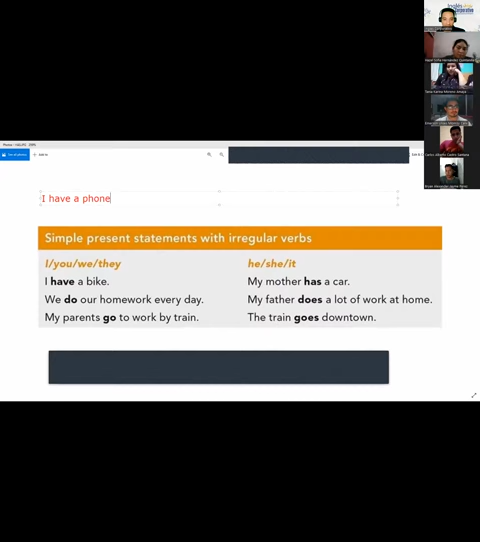 Add to
I have a phone
Simple present statements with irregular verbs
I/you/we/they he/she/it
I have a bike. My mother has a car.
We do our homework every day. My father does a lot of work at home.
My parents go to work by train. The train goes downtown.